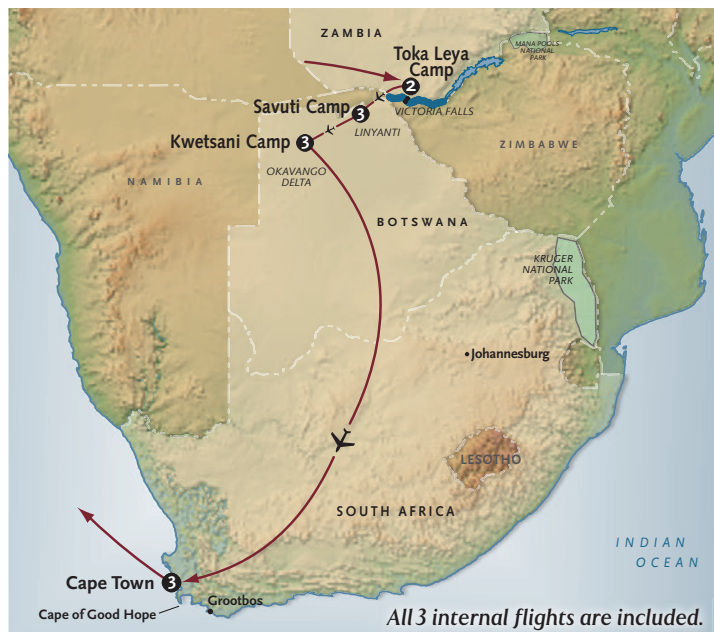 ZAMBIA
MANA POOLS
NATIONAL
PARK
Toka Leya
Camp
2
Savuti Camp
3
VICTORIA FALLS
LINYANTI
Kwetsani Camp
3
ZIMBABWE
OKAVANGO
DELTA
NAMIBIA
BOTSWANA
KRUGER
NATIONAL
PARK
Johannesburg
LESOTHO
SOUTH AFRICA
INDIAN
OCEAN
Cape Town
3
Grootbos
Cape of Good Hope
All 3 internal flights are included.